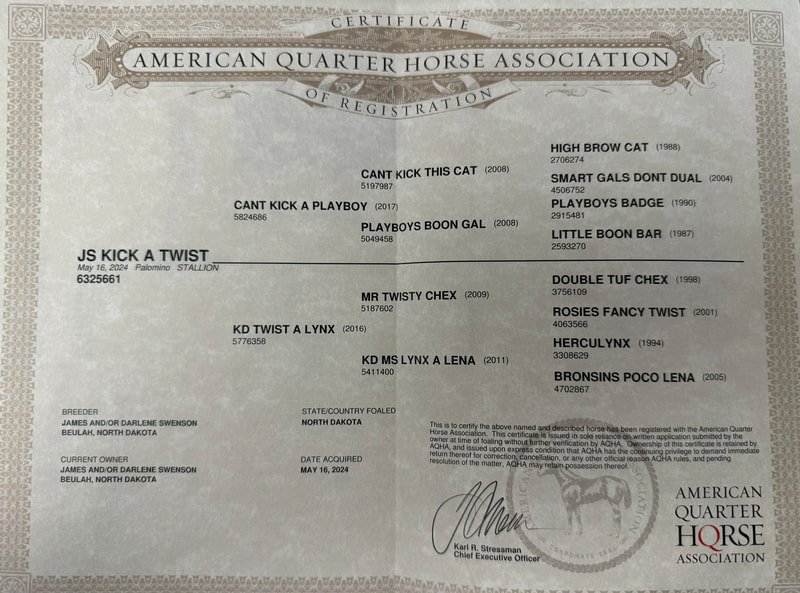 CERTIFICATE
AMERICAN QUARTER HORSE ASSOCIATION
OF REGISTRATION
HIGH BROW CAT (1988)
2706274
CANT KICK THIS CAT (2008)
5197987
SMART GALS DONT DUAL (2004)
4506752
CANT KICK A PLAYBOY (2017)
5824686
PLAYBOYS BADGE (1990)
2915481
PLAYBOYS BOON GAL (2008)
5049458
LITTLE BOON BAR (1987)
2593270
JS KICK A TWIST
May 16, 2024 Palomino STALLION
6325661
DOUBLE TUF CHEX (1998)
3756109
MR TWISTY CHEX (2009)
5187602
ROSIES FANCY TWIST (2001)
4063566
KD TWIST A LYNX (2016)
5776358
HERCULYNX (1994)
3308629
KD MS LYNX A LENA (2011)
5411400
BRONSINS POCO LENA (2005)
4702867
BREEDER
JAMES AND/OR DARLENE SWENSON
BEULAH, NORTH DAKOTA
STATE/COUNTRY FOALED
NORTH DAKOTA
CURRENT OWNER
JAMES AND/OR DARLENE SWENSON
BEULAH, NORTH DAKOTA
DATE ACQUIRED
MAY 16, 2024
This is to certify the above named and described horse has been registered with the American Quarter
Horse Association. This certificate is issued in sole reliance on written application submitted by the
owner at time of foaling without further verification by AQHA. Ownership of this certificate is retained by
AQHA, and issued upon express condition that AQHA has the continuing privilege to demand immediate
return thereof for correction, cancellation, or any other official reason AQHA rules, and pending
resolution of the matter, AQHA may retain possession thereof.
Karl R. Stressman
Chief Executive Officer
CORPORATE SEAL
AMERICAN
QUARTER
HORSE
ASSOCIATION